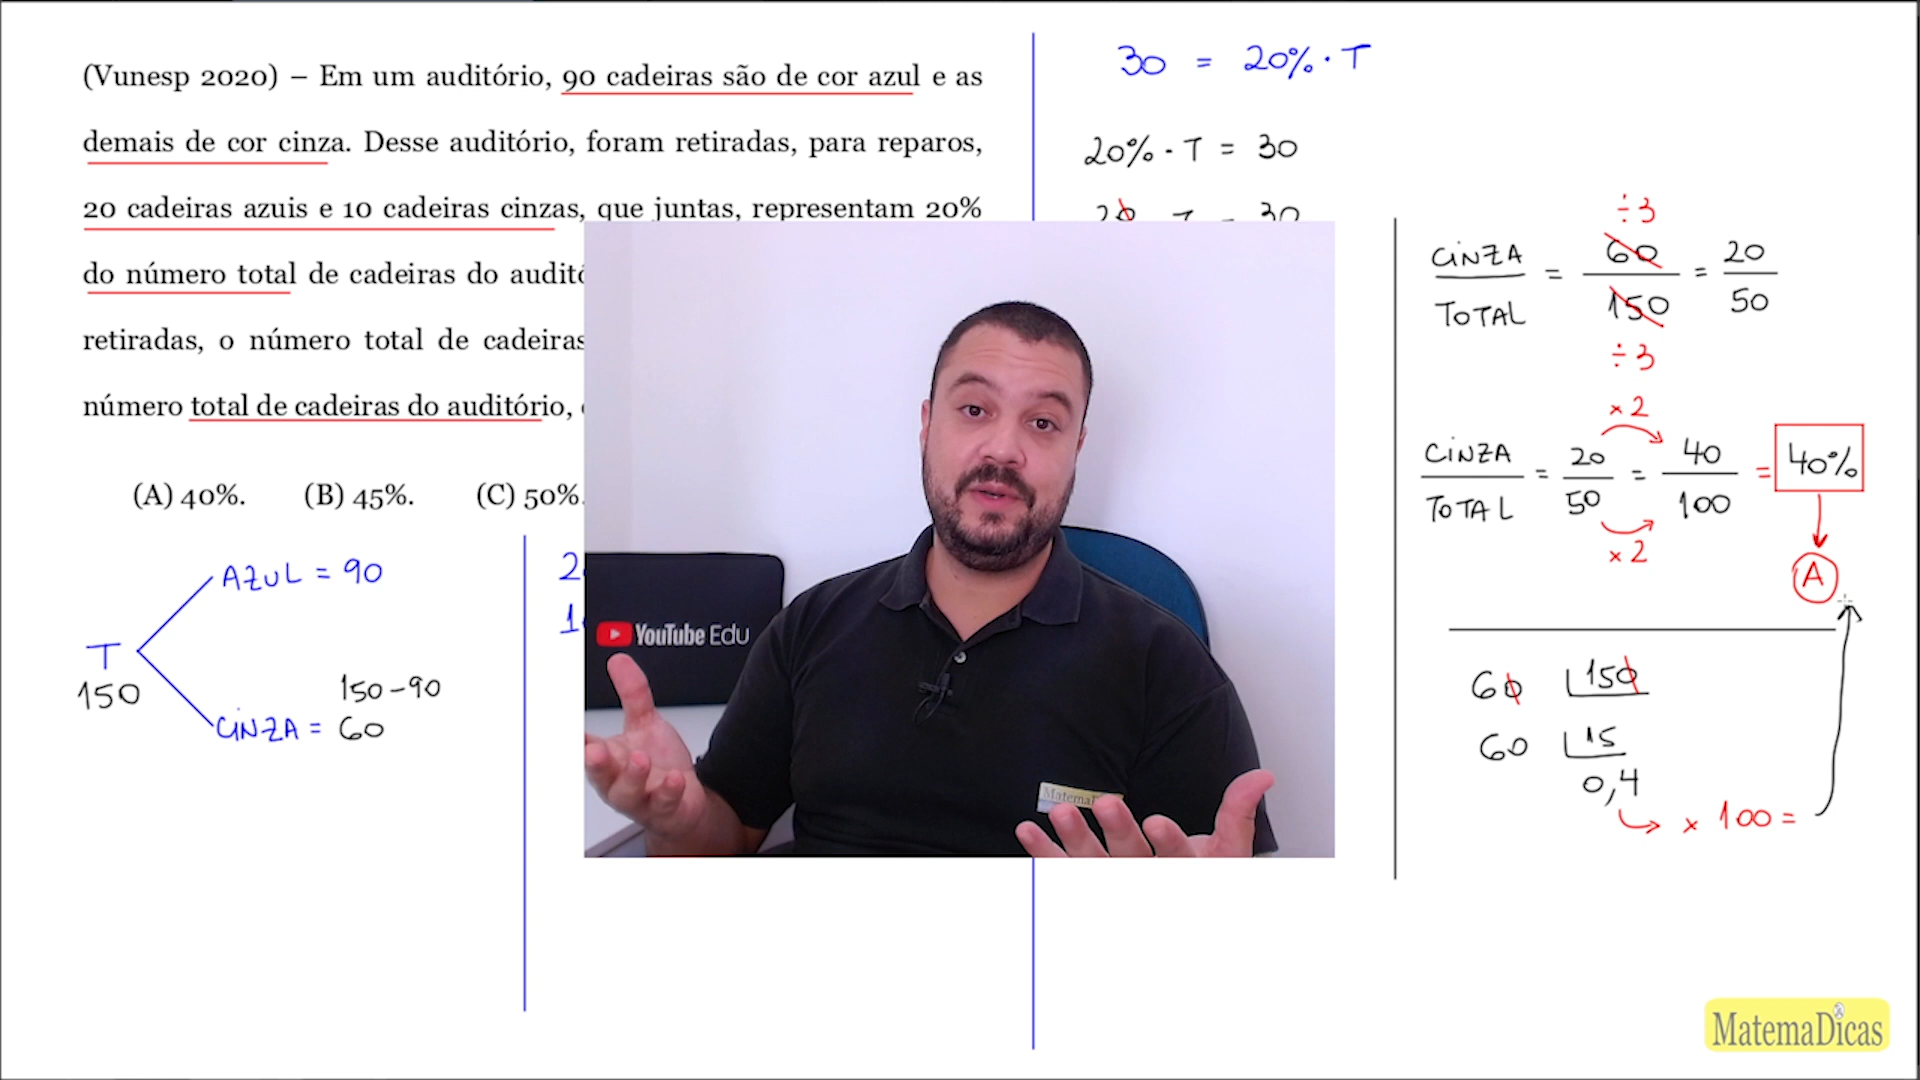 (Vunesp 2020) – Em um auditório, 90 cadeiras são de cor azul e as
demais de cor cinza. Desse auditório, foram retiradas, para reparos,
20 cadeiras azuis e 10 cadeiras cinzas, que juntas, representam 20%
do número total de cadeiras do auditó
retiradas, o número total de cadeiras
número total de cadeiras do auditório,
(A) 40%. (B) 45%. (C) 50%.
T
150
AZUL = 90
150-90
CINZA = 60
2
1
30 = 20% · T
20% · T = 30
20 T = 30
CINZA / TOTAL = 60 / 150 = 20 / 50
÷3
÷3
CINZA / TOTAL = 20 / 50 = 40 / 100 = 40%
×2
×2
A
60 150
60 15
0,4
× 100 =
YouTube Edu
MatemaDicas